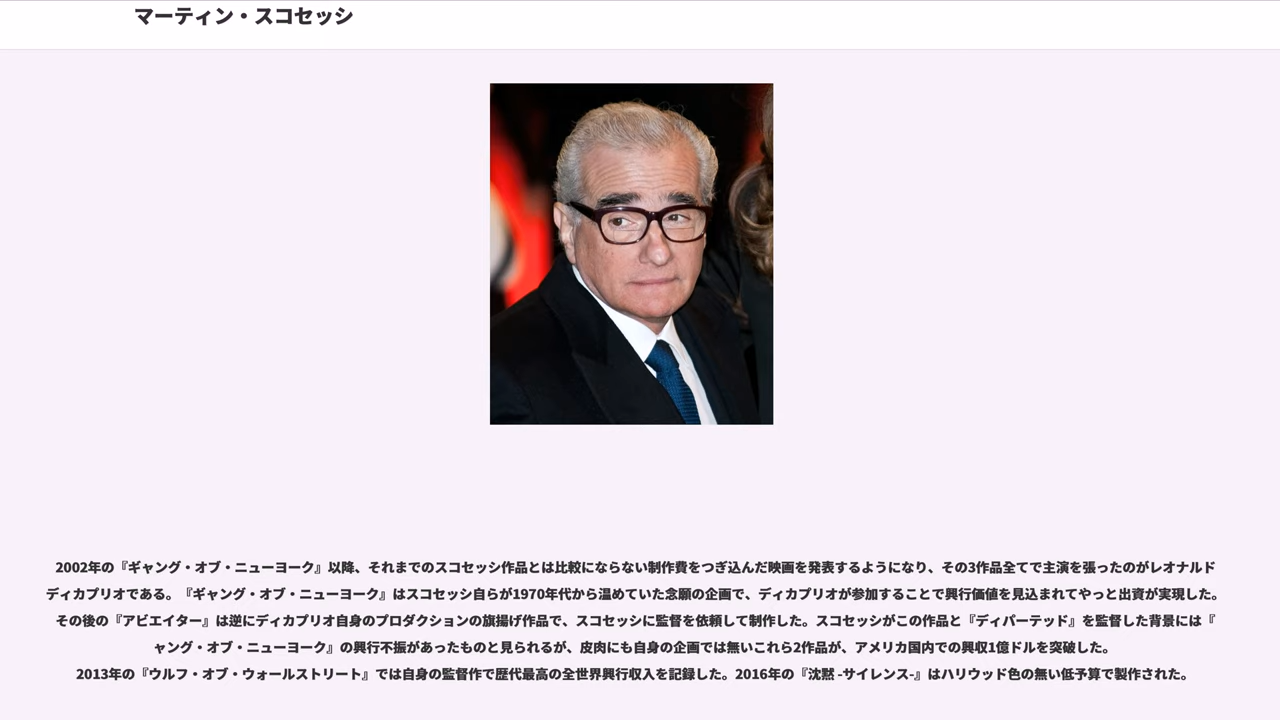 マーティン・スコセッシ
2002年の『ギャング・オブ・ニューヨーク』以降、それまでのスコセッシ作品とは比較にならない制作費をつぎ込んだ映画を発表するようになり、その3作品全てで主演を張ったのがレオナルド
ディカプリオである。『ギャング・オブ・ニューヨーク』はスコセッシ自らが1970年代から温めていた念願の企画で、ディカプリオが参加することで興行価値を見込まれてやっと出資が実現した。
その後の『アビエイター』は逆にディカプリオ自身のプロダクションの旗揚げ作品で、スコセッシに監督を依頼して制作した。スコセッシがこの作品と『ディパーテッド』を監督した背景には『
ャング・オブ・ニューヨーク』の興行不振があったものと見られるが、皮肉にも自身の企画では無いこれら2作品が、アメリカ国内での興収1億ドルを突破した。
2013年の『ウルフ・オブ・ウォールストリート』では自身の監督作で歴代最高の全世界興行収入を記録した。2016年の『沈黙 -サイレンス-』はハリウッド色の無い低予算で製作された。